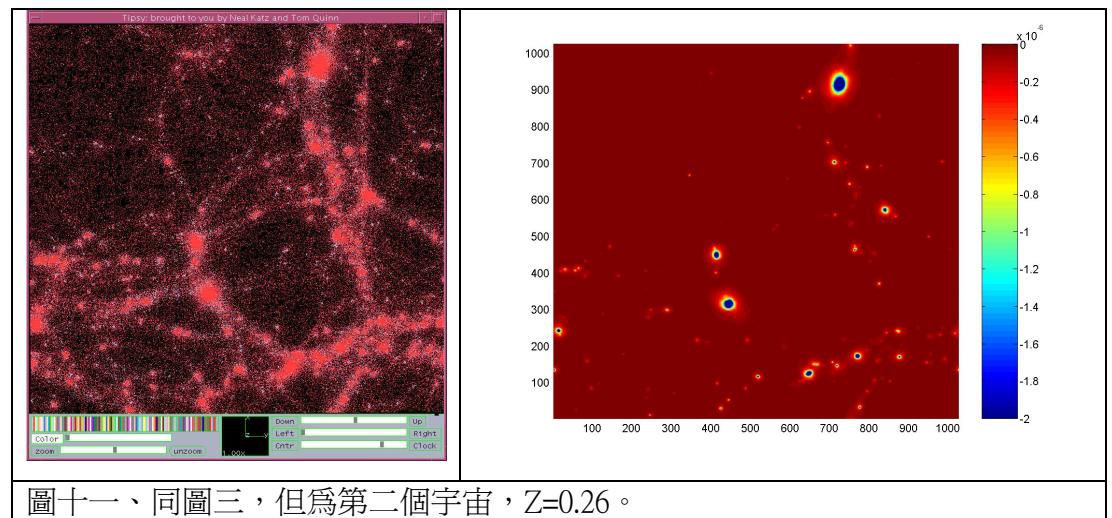 Tipsy: brought to you by Neal Katz and Tom Quinn
Color
zoom
unzoom
1.00x
Down
Up
Left
Right
Cntr
Clock
x 10^-6
1000
900
800
700
600
500
400
300
200
100
100 200 300 400 500 600 700 800 900 1000
0
-0.2
-0.4
-0.6
-0.8
-1
-1.2
-1.4
-1.6
-1.8
-2
圖十一、同圖三，但為第二個宇宙，Z=0.26。